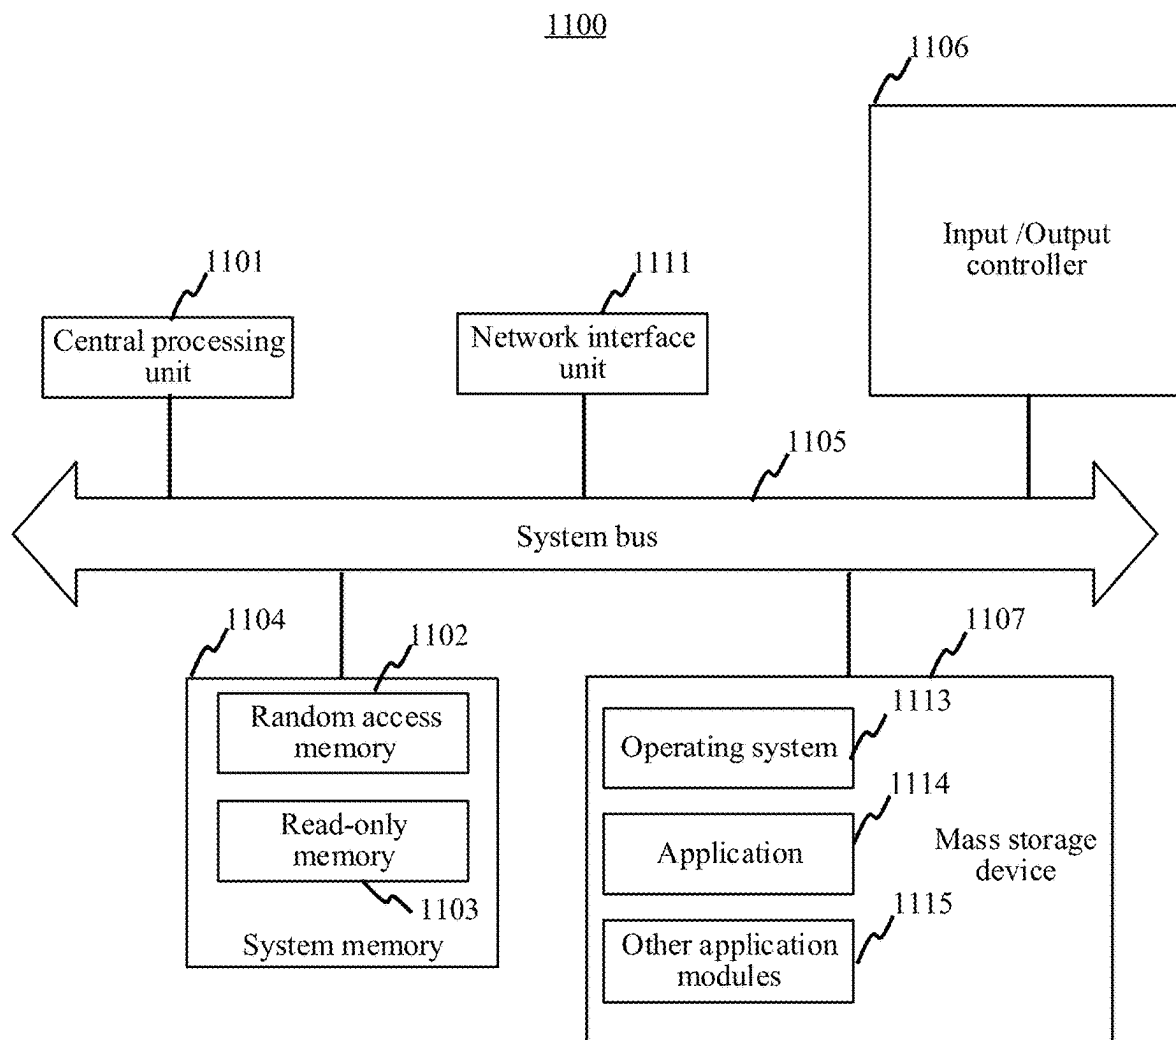 1100
1106
Input /Output
controller
1101
Central processing
unit
1111
Network interface
unit
1105
System bus
1104
1102
Random access
memory
Read-only
memory
1103
System memory
1107
1113
Operating system
1114
Application
Mass storage
device
1115
Other application
modules